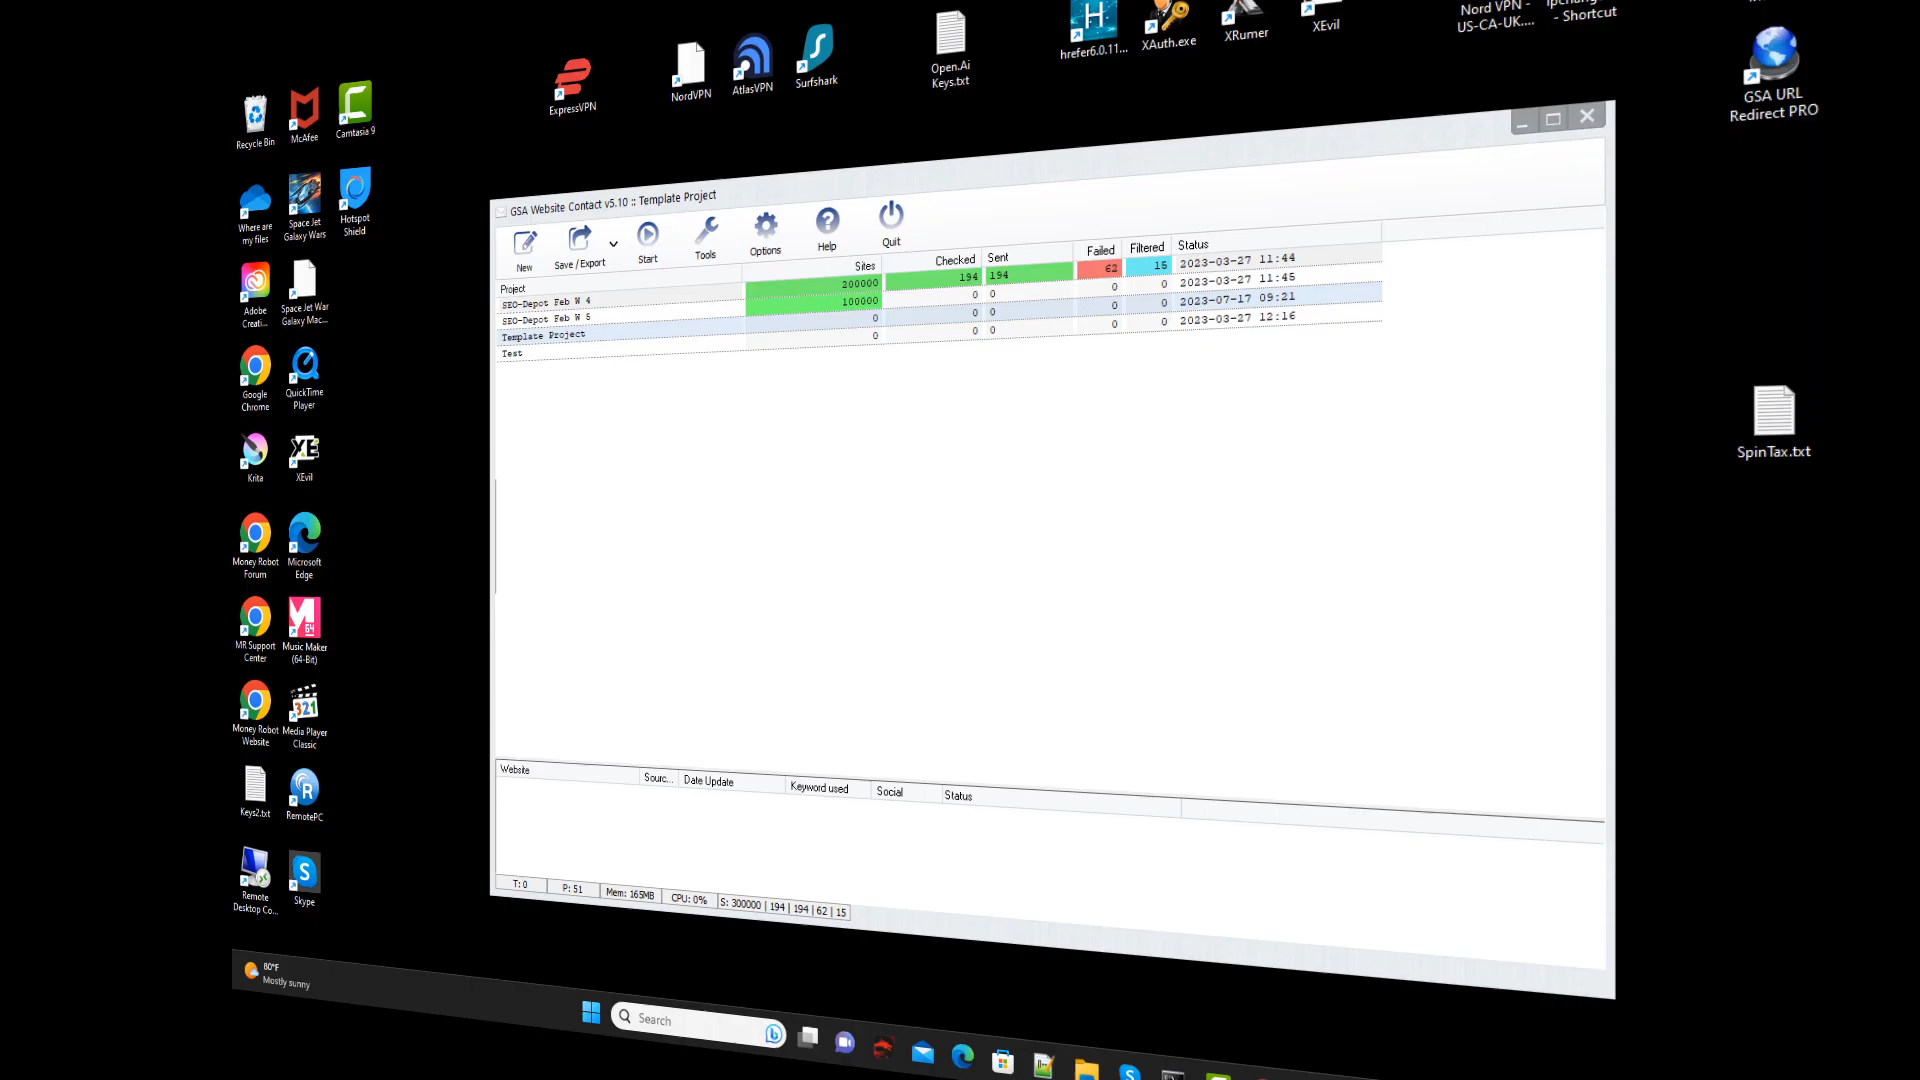 Nord VPN -
US-CA-UK....
- Shortcut
hrefer6.0.11...
XAuth.exe
XRumer
XEvil
Open.Ai
Keys.txt
ExpressVPN
NordVPN
AtlasVPN
Surfshark
GSA URL
Redirect PRO
SpinTax.txt
Recycle Bin
McAfee
Camtasia 9
Where are
my files
Space Jet
Galaxy Wars
Hotspot
Shield
Adobe
Creati...
Space Jet War
Galaxy Mac...
Google
Chrome
QuickTime
Player
Krita
XE
XEvil
Money Robot
Forum
Microsoft
Edge
MR Support
Center
64
Music Maker
(64-Bit)
Money Robot
Website
321
Media Player
Classic
Keys2.txt
RemotePC
Remote
Desktop Co...
Skype
GSA Website Contact v5.10 :: Template Project
New
Save / Export
Start
Tools
Options
Help
Quit
Project Sites Checked Sent Failed Filtered Status
SEO-Depot Feb W 4 200000 194 194 62 15 2023-03-27 11:44
SEO-Depot Feb W 5 100000 0 0 0 0 2023-03-27 11:45
Template Project 0 0 0 0 0 2023-07-17 09:21
Test 0 0 0 0 0 2023-03-27 12:16
Website Sourc... Date Update Keyword used Social Status
T: 0 P: 51 Mem: 165MB CPU: 0% S: 300000 | 194 | 194 | 62 | 15
80°F
Mostly sunny
Search